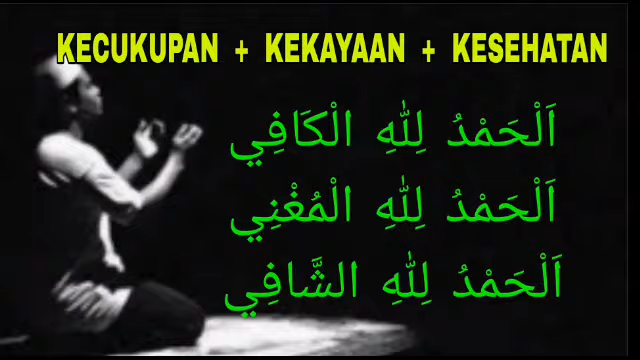 KECUKUPAN + KEKAYAAN + KESEHATAN
اَلْحَمْدُ لِلّٰهِ الْكَافِي
اَلْحَمْدُ لِلّٰهِ الْمُغْنِي
اَلْحَمْدُ لِلّٰهِ الشَّافِي